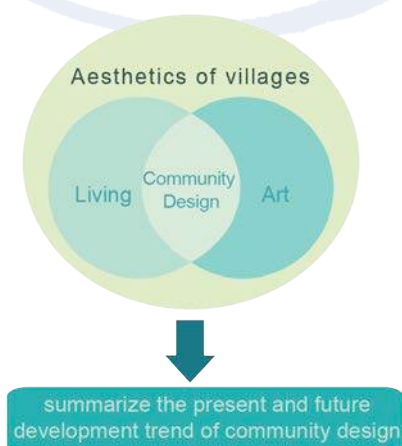 Aesthetics of villages
Living
Community
Design
Art
summarize the present and future
development trend of community design